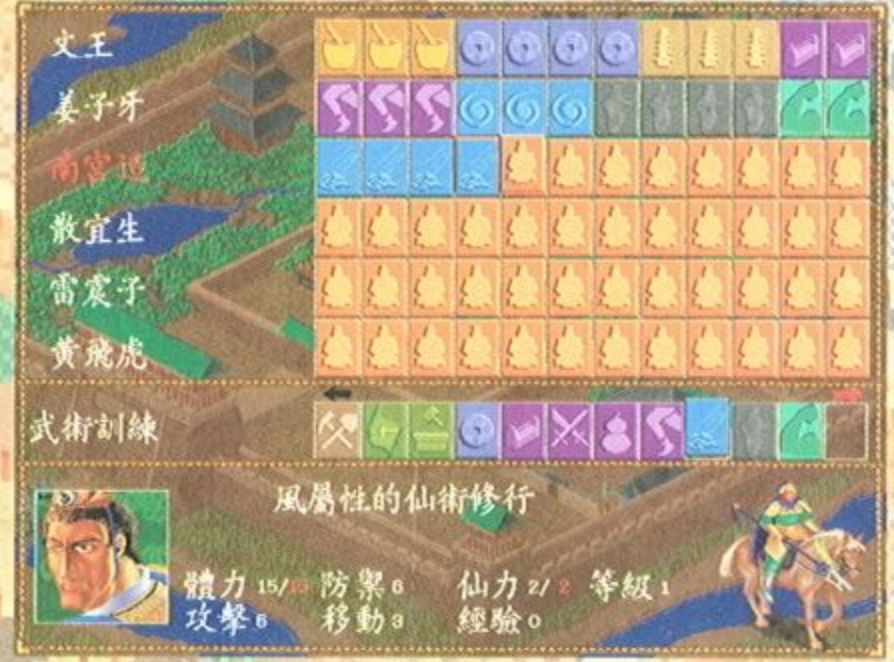 文王
姜子牙
南宮适
散宜生
雷震子
黃飛虎
武術訓練
風屬性的仙術修行
體力 15/15 防禦 6 仙力 2/ 2 等級 1
攻擊 6 移動 3 經驗 0